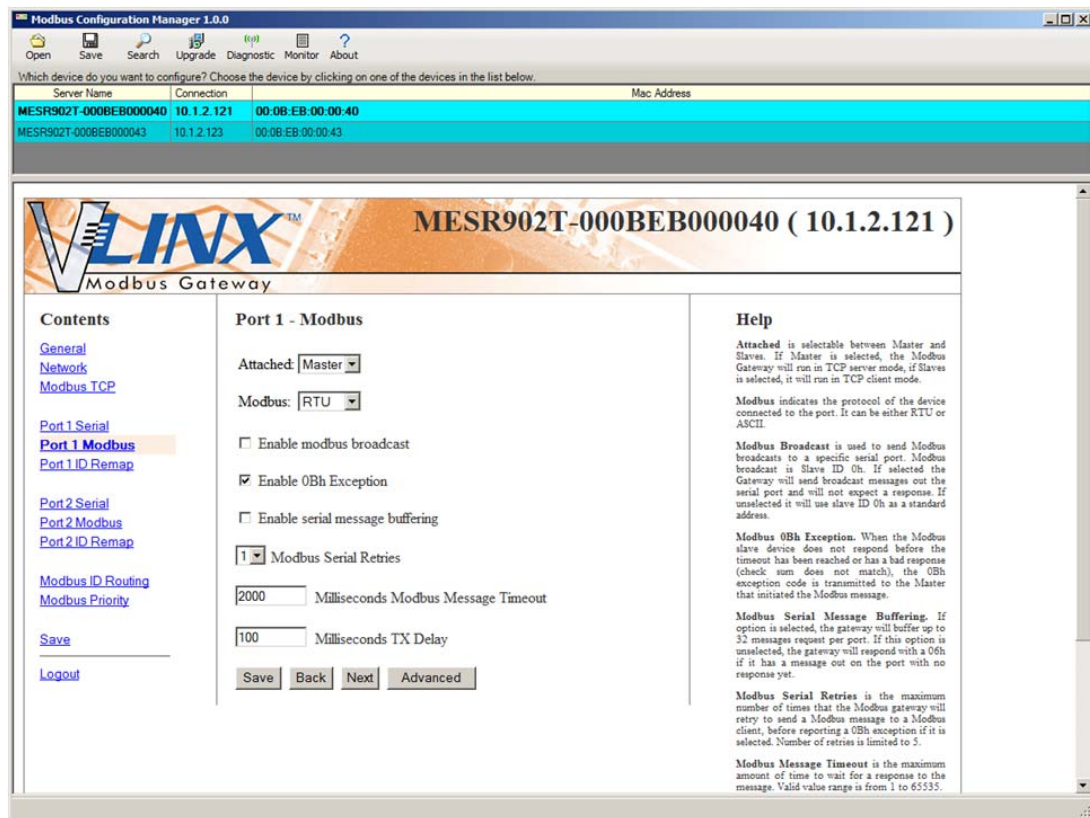 Modbus Configuration Manager 1.0.0
Open Save Search Upgrade Diagnostic Monitor About
Which device do you want to configure? Choose the device by clicking on one of the devices in the list below.
Server Name Connection Mac Address
MESR902T-000BEB000040 10.1.2.121 00:0B:EB:00:00:40
MESR902T-000BEB000043 10.1.2.123 00:0B:EB:00:00:43
VLINX TM
Modbus Gateway
MESR902T-000BEB000040 ( 10.1.2.121 )
Contents
General
Network
Modbus TCP
Port 1 Serial
Port 1 Modbus
Port 1 ID Remap
Port 2 Serial
Port 2 Modbus
Port 2 ID Remap
Modbus ID Routing
Modbus Priority
Save
Logout
Port 1 - Modbus
Attached: Master
Modbus: RTU
Enable modbus broadcast
Enable 0Bh Exception
Enable serial message buffering
1 Modbus Serial Retries
2000 Milliseconds Modbus Message Timeout
100 Milliseconds TX Delay
Save Back Next Advanced
Help
Attached is selectable between Master and
Slaves. If Master is selected, the Modbus
Gateway will run in TCP server mode, if Slaves
is selected, it will run in TCP client mode.
Modbus indicates the protocol of the device
connected to the port. It can be either RTU or
ASCII.
Modbus Broadcast is used to send Modbus
broadcasts to a specific serial port. Modbus
broadcast is Slave ID 0h. If selected the
Gateway will send broadcast messages out the
serial port and will not expect a response. If
unselected it will use slave ID 0h as a standard
address.
Modbus 0Bh Exception. When the Modbus
slave device does not respond before the
timeout has been reached or has a bad response
(check sum does not match), the 0Bh
exception code is transmitted to the Master
that initiated the Modbus message.
Modbus Serial Message Buffering. If
option is selected, the gateway will buffer up to
32 messages request per port. If this option is
unselected, the gateway will respond with a 06h
if it has a message out on the port with no
response yet.
Modbus Serial Retries is the maximum
number of times that the Modbus gateway will
retry to send a Modbus message to a Modbus
client, before reporting a 0Bh exception if it is
selected. Number of retries is limited to 5.
Modbus Message Timeout is the maximum
amount of time to wait for a response to the
message. Valid value range is from 1 to 65535.